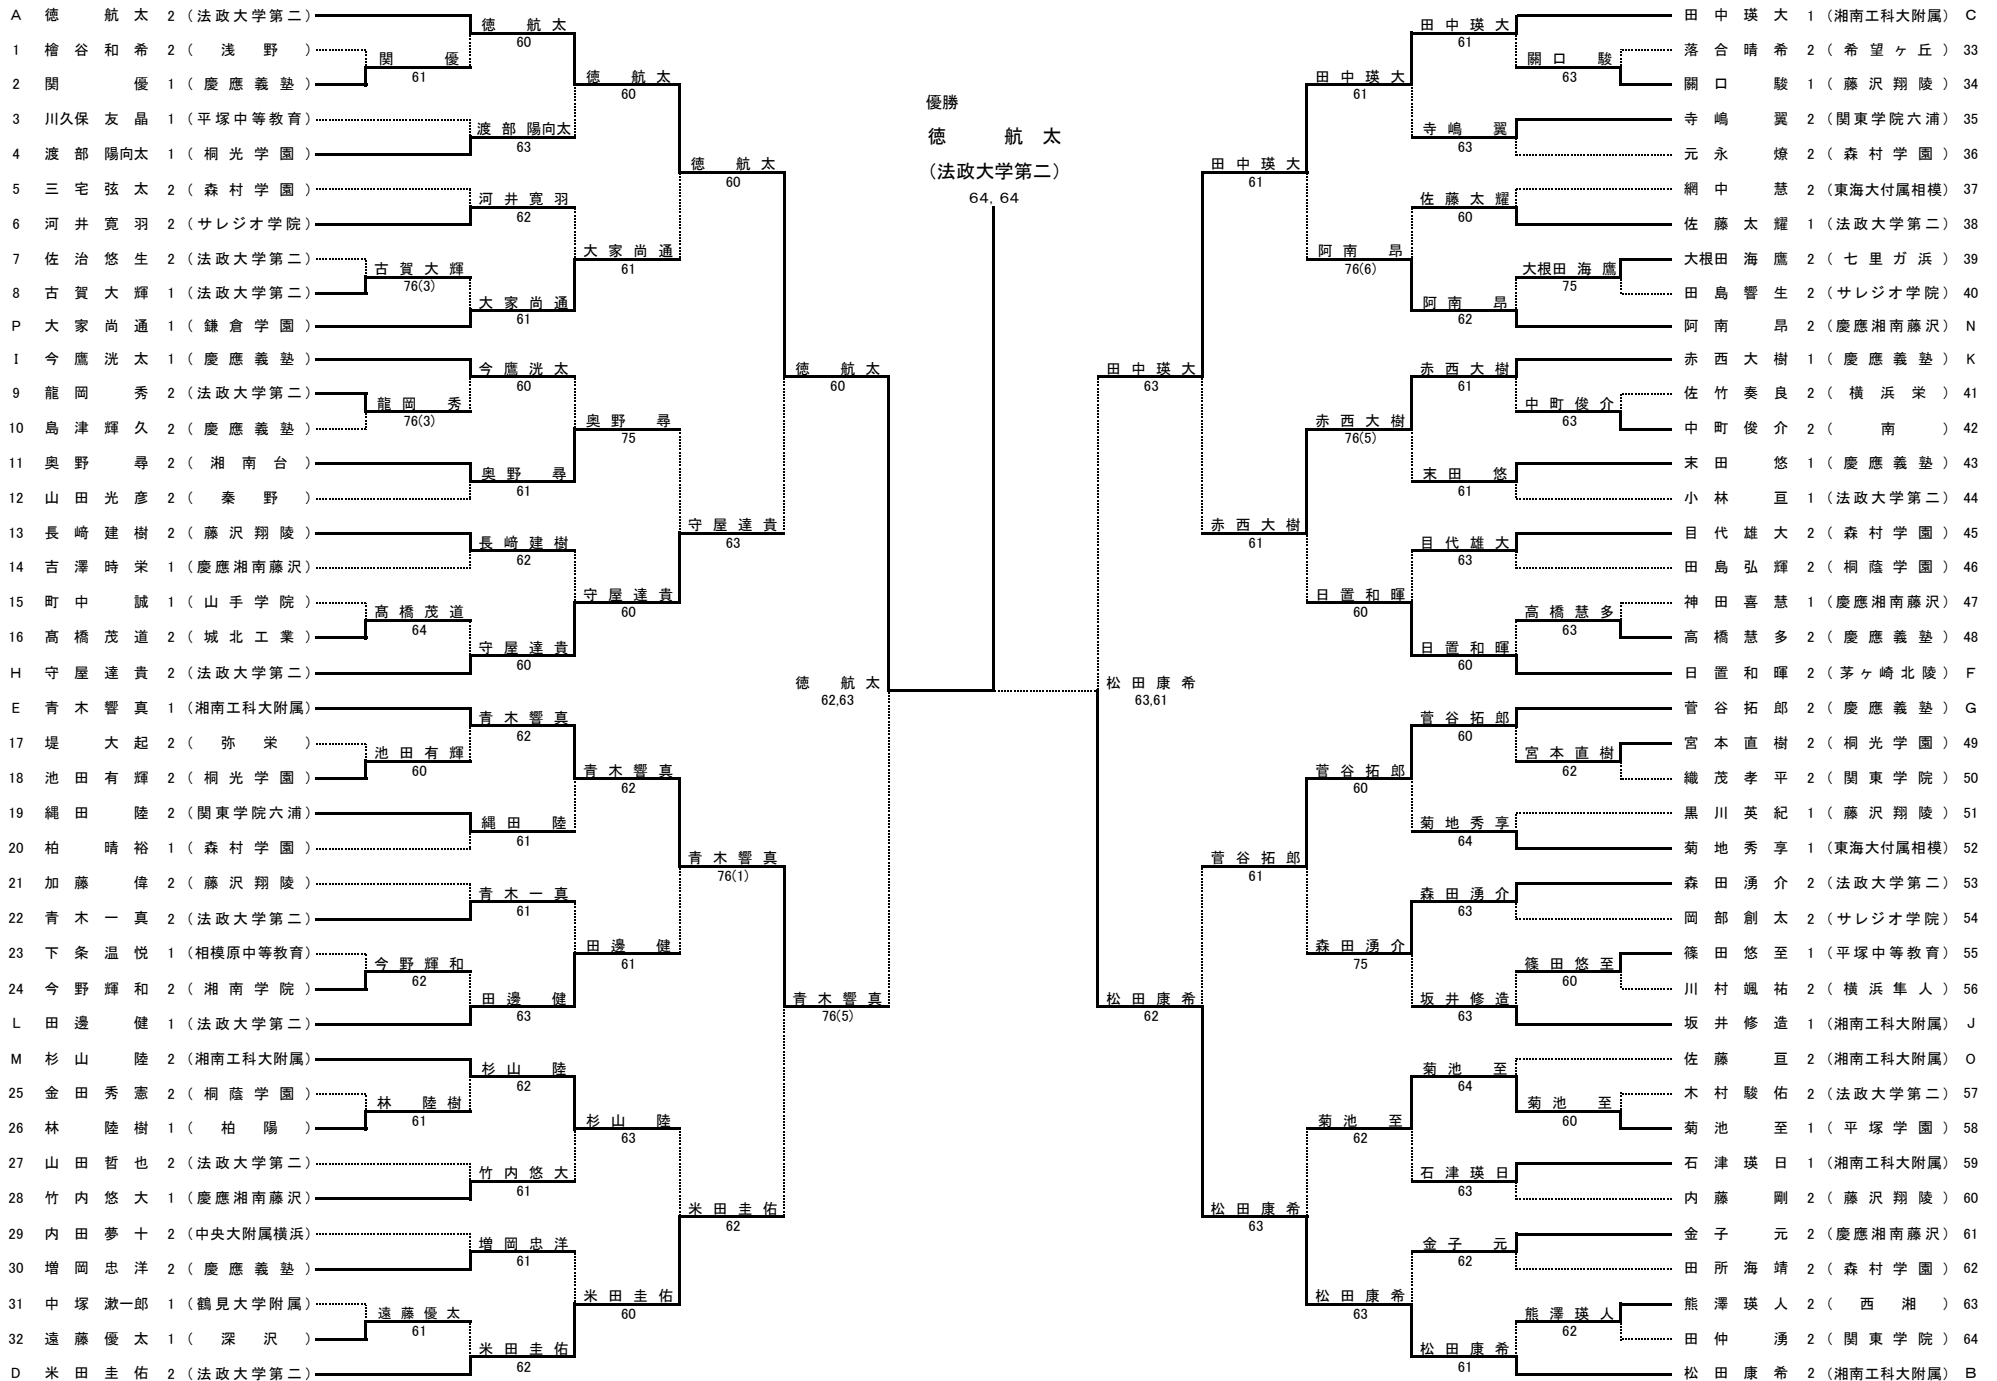 A 徳 航太 2 (法政大学第二)
1 檜谷和希 2 (浅野)
2 関 優 1 (慶應義塾)
3 川久保 友晶 1 (平塚中等教育)
4 渡部 陽向太 1 (桐光学園)
5 三宅弦太 2 (森村学園)
6 河井寛羽 2 (サレジオ学院)
7 佐治悠生 2 (法政大学第二)
8 古賀大輝 1 (法政大学第二)
P 大家尚通 1 (鎌倉学園)
I 今鷹洸太 1 (慶應義塾)
9 龍岡 秀 2 (法政大学第二)
10 島津輝久 2 (慶應義塾)
11 奥野 尋 2 (湘南台)
12 山田光彦 2 (秦野)
13 長﨑建樹 2 (藤沢翔陵)
14 吉澤時栄 1 (慶應湘南藤沢)
15 町中 誠 1 (山手学院)
16 髙橋茂道 2 (城北工業)
H 守屋達貴 2 (法政大学第二)
E 青木響真 1 (湘南工科大附属)
17 堤 大起 2 (弥栄)
18 池田有輝 2 (桐光学園)
19 縄田 陸 2 (関東学院六浦)
20 柏 晴裕 1 (森村学園)
21 加藤 偉 2 (藤沢翔陵)
22 青木一真 2 (法政大学第二)
23 下条温悦 1 (相模原中等教育)
24 今野輝和 2 (湘南学院)
L 田邊 健 1 (法政大学第二)
M 杉山 陸 2 (湘南工科大附属)
25 金田秀憲 2 (桐蔭学園)
26 林 陸樹 1 (柏陽)
27 山田哲也 2 (法政大学第二)
28 竹内悠大 1 (慶應湘南藤沢)
29 内田夢十 2 (中央大附属横浜)
30 増岡忠洋 2 (慶應義塾)
31 中塚 漱一郎 1 (鶴見大学附属)
32 遠藤優太 1 (深沢)
D 米田圭佑 2 (法政大学第二)
関 優
61
古賀大輝
76(3)
龍岡 秀
76(3)
髙橋茂道
64
池田有輝
60
今野輝和
62
林 陸樹
61
遠藤優太
61
徳 航太
60
渡部 陽向太
63
河井寛羽
62
大家尚通
61
今鷹洸太
60
奥野 尋
61
長﨑建樹
62
守屋達貴
60
青木響真
62
縄田 陸
61
青木一真
61
田邊 健
63
杉山 陸
62
竹内悠大
61
増岡忠洋
61
米田圭佑
62
徳 航太
60
大家尚通
61
奥野 尋
75
守屋達貴
60
青木響真
62
田邊 健
61
杉山 陸
63
米田圭佑
60
徳 航太
60
守屋達貴
63
青木響真
76(1)
米田圭佑
62
徳 航太
60
青木響真
76(5)
徳 航太
62,63
優勝
徳 航太
(法政大学第二)
64, 64
松田康希
63,61
田中瑛大
63
松田康希
62
田中瑛大
61
赤西大樹
61
菅谷拓郎
61
松田康希
63
田中瑛大
61
阿南 昂
76(6)
赤西大樹
76(5)
日置和暉
60
菅谷拓郎
60
森田湧介
75
菊池 至
62
松田康希
63
田中瑛大
61
寺嶋 翼
63
佐藤太耀
60
阿南 昂
62
赤西大樹
61
末田 悠
61
目代雄大
63
日置和暉
60
菅谷拓郎
60
菊地秀享
64
森田湧介
63
坂井修造
63
菊池 至
64
石津瑛日
63
金子 元
62
松田康希
61
關口 駿
63
大根田 海鷹
75
中町俊介
63
高橋慧多
63
宮本直樹
62
篠田悠至
60
菊池 至
60
熊澤瑛人
62
田中瑛大 1 (湘南工科大附属) C
落合晴希 2 (希望ヶ丘) 33
關口 駿 1 (藤沢翔陵) 34
寺嶋 翼 2 (関東学院六浦) 35
元永 燎 2 (森村学園) 36
網中 慧 2 (東海大付属相模) 37
佐藤太耀 1 (法政大学第二) 38
大根田 海鷹 2 (七里ガ浜) 39
田島響生 2 (サレジオ学院) 40
阿南 昂 2 (慶應湘南藤沢) N
赤西大樹 1 (慶應義塾) K
佐竹奏良 2 (横浜栄) 41
中町俊介 2 (南) 42
末田 悠 1 (慶應義塾) 43
小林 亘 1 (法政大学第二) 44
目代雄大 2 (森村学園) 45
田島弘輝 2 (桐蔭学園) 46
神田喜慧 1 (慶應湘南藤沢) 47
高橋慧多 2 (慶應義塾) 48
日置和暉 2 (茅ヶ崎北陵) F
菅谷拓郎 2 (慶應義塾) G
宮本直樹 2 (桐光学園) 49
織茂孝平 2 (関東学院) 50
黒川英紀 1 (藤沢翔陵) 51
菊地秀享 1 (東海大付属相模) 52
森田湧介 2 (法政大学第二) 53
岡部創太 2 (サレジオ学院) 54
篠田悠至 1 (平塚中等教育) 55
川村颯祐 2 (横浜隼人) 56
坂井修造 1 (湘南工科大附属) J
佐藤 亘 2 (湘南工科大附属) O
木村駿佑 2 (法政大学第二) 57
菊池 至 1 (平塚学園) 58
石津瑛日 1 (湘南工科大附属) 59
内藤 剛 2 (藤沢翔陵) 60
金子 元 2 (慶應湘南藤沢) 61
田所海靖 2 (森村学園) 62
熊澤瑛人 2 (西湘) 63
田仲 湧 2 (関東学院) 64
松田康希 2 (湘南工科大附属) B